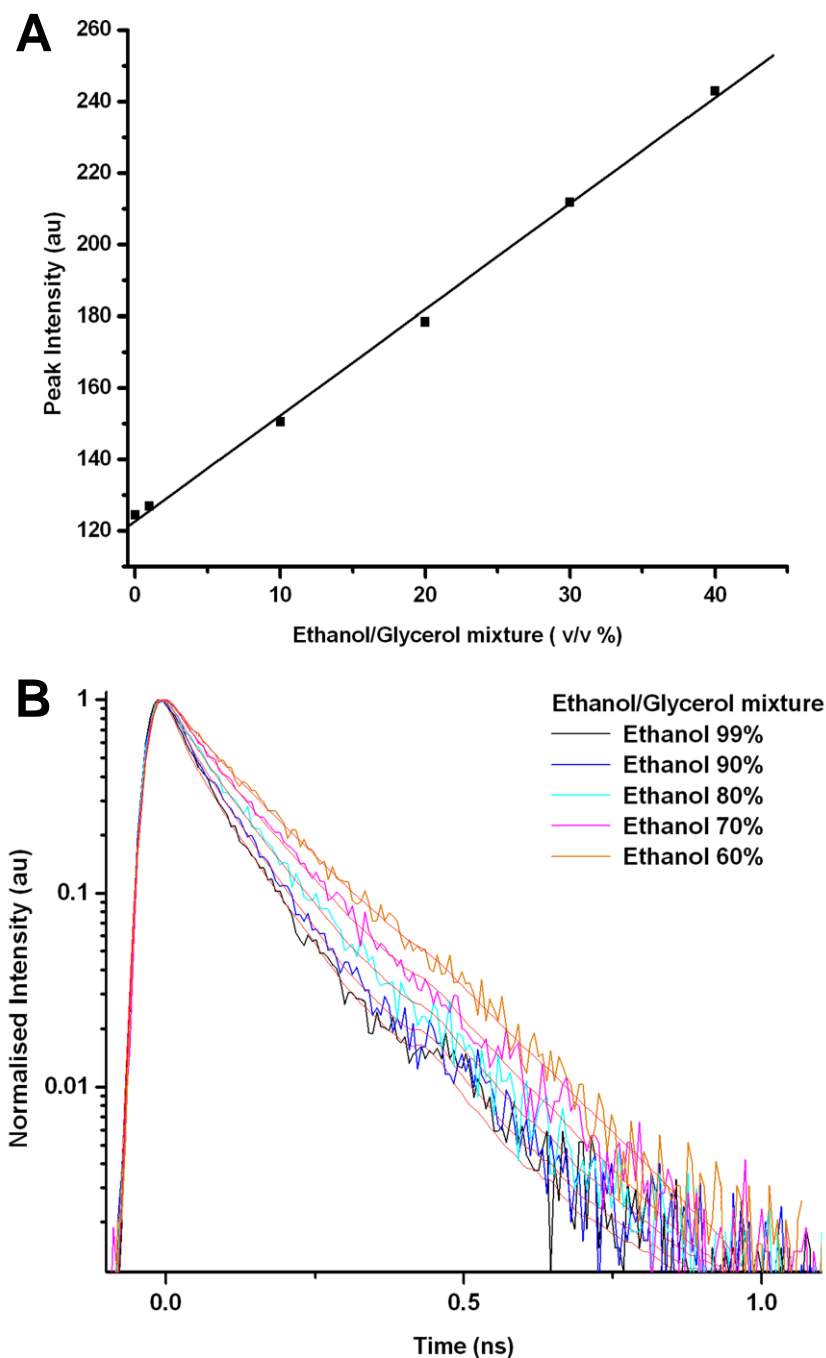 A
260
240
220
200
180
160
140
120
Peak Intensity (au)
0 10 20 30 40
Ethanol/Glycerol mixture ( v/v %)
B
1
0.1
0.01
Normalised Intensity (au)
Ethanol/Glycerol mixture
Ethanol 99%
Ethanol 90%
Ethanol 80%
Ethanol 70%
Ethanol 60%
0.0 0.5 1.0
Time (ns)